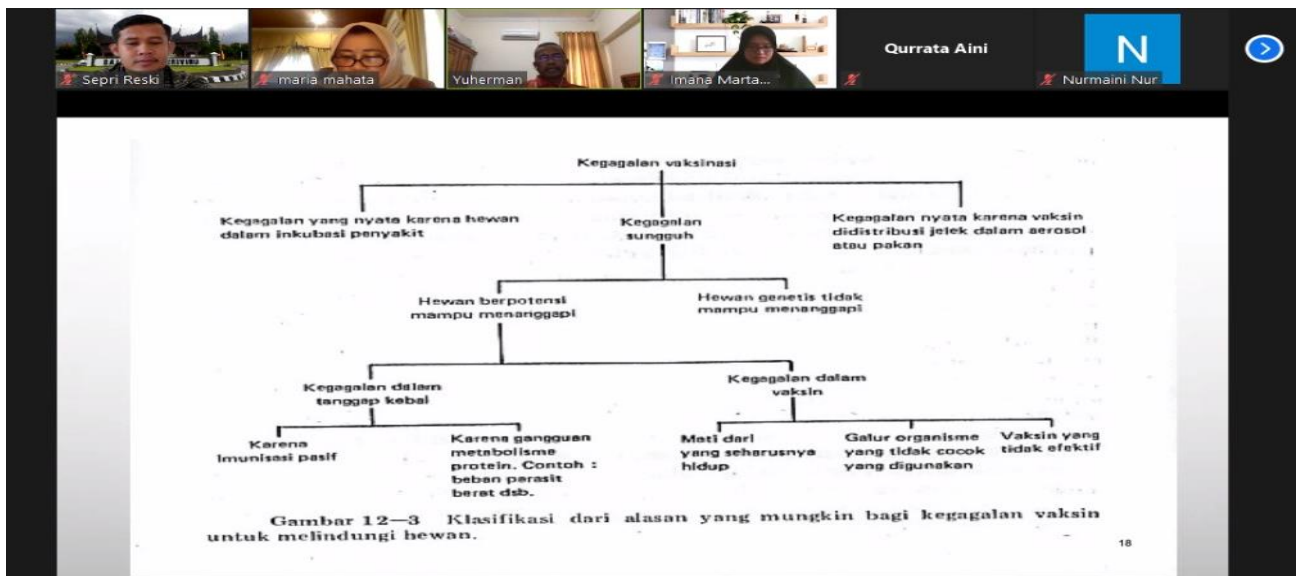 Sepri Reski
maria mahata
Yuherman
Imana Marta...
Qurrata Aini
N
Nurmaini Nur
Kegagalan vaksinasi
Kegagalan yang nyata karena hewan
dalam inkubasi penyakit
Kegagalan
sungguh
Kegagalan nyata karena vaksin
didistribusi jelek dalam aerosol
atau pakan
Hewan berpotensi
mampu menanggapi
Hewan genetis tidak
mampu menanggapi
Kegagalan dalam
tanggap kebal
Kegagalan dalam
vaksin
Karena
Imunisasi pasif
Karena gangguan
metabolisme
protein. Contoh :
beban parasit
berat dsb.
Mati dari
yang seharusnya
hidup
Galur organisme
yang tidak cocok
yang digunakan
Vaksin yang
tidak efektif
Gambar 12—3 Klasifikasi dari alasan yang mungkin bagi kegagalan vaksin
untuk melindungi hewan.
18